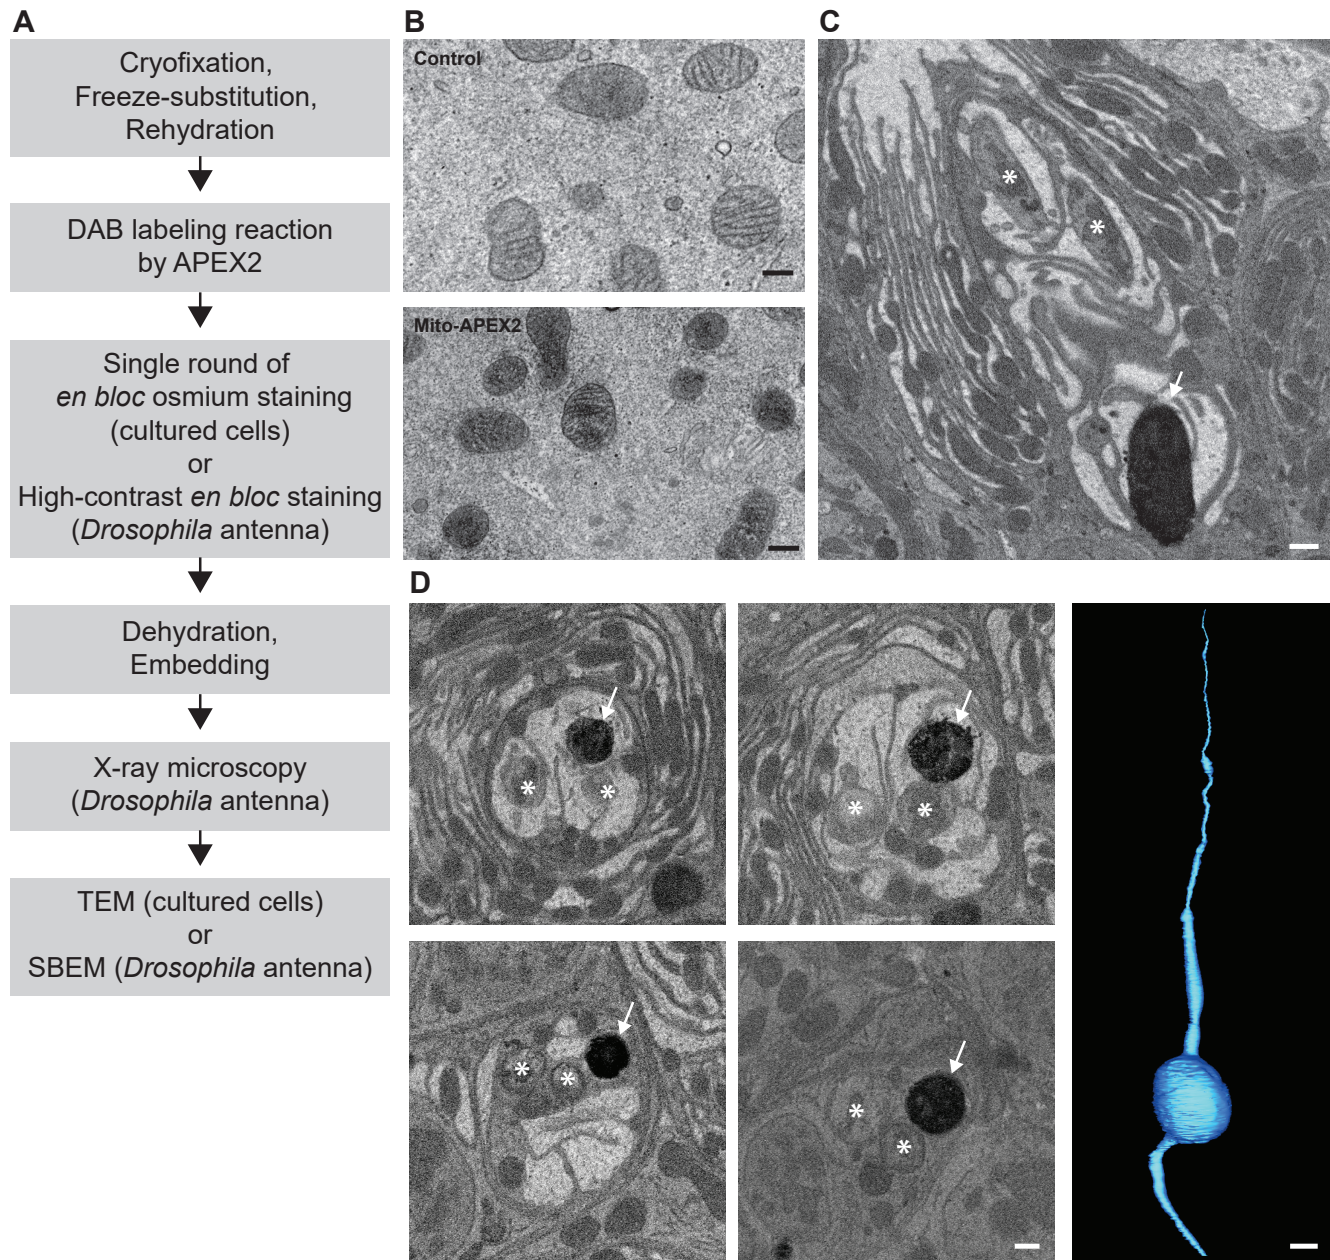 A
Cryofixation,
Freeze-substitution,
Rehydration
DAB labeling reaction
by APEX2
Single round of
en bloc osmium staining
(cultured cells)
or
High-contrast en bloc staining
(Drosophila antenna)
Dehydration,
Embedding
X-ray microscopy
(Drosophila antenna)
TEM (cultured cells)
or
SBEM (Drosophila antenna)
B
Control
Mito-APEX2
C
*
*
D
*
*
*
*
*
*
*
*